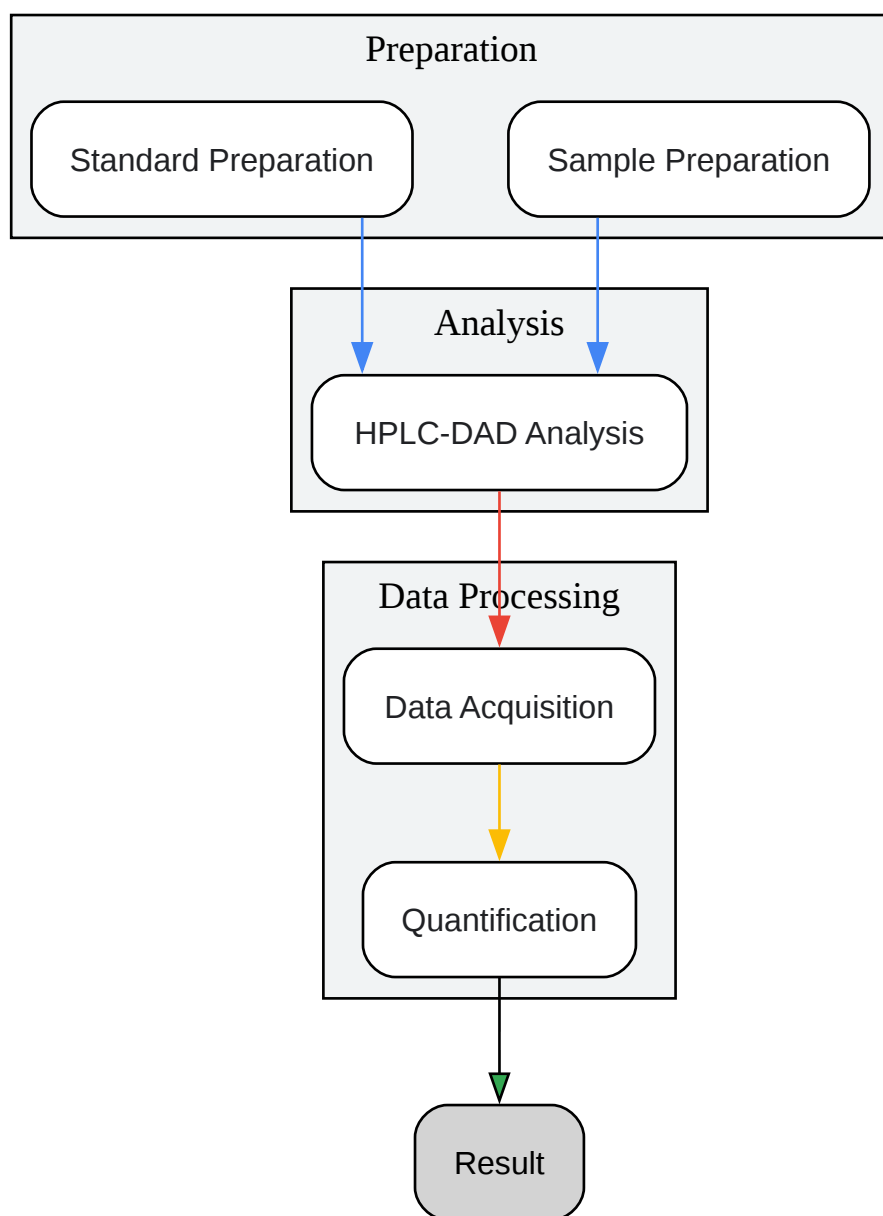 Preparation
Standard Preparation
Sample Preparation
Analysis
HPLC-DAD Analysis
Data Processing
Data Acquisition
Quantification
Result